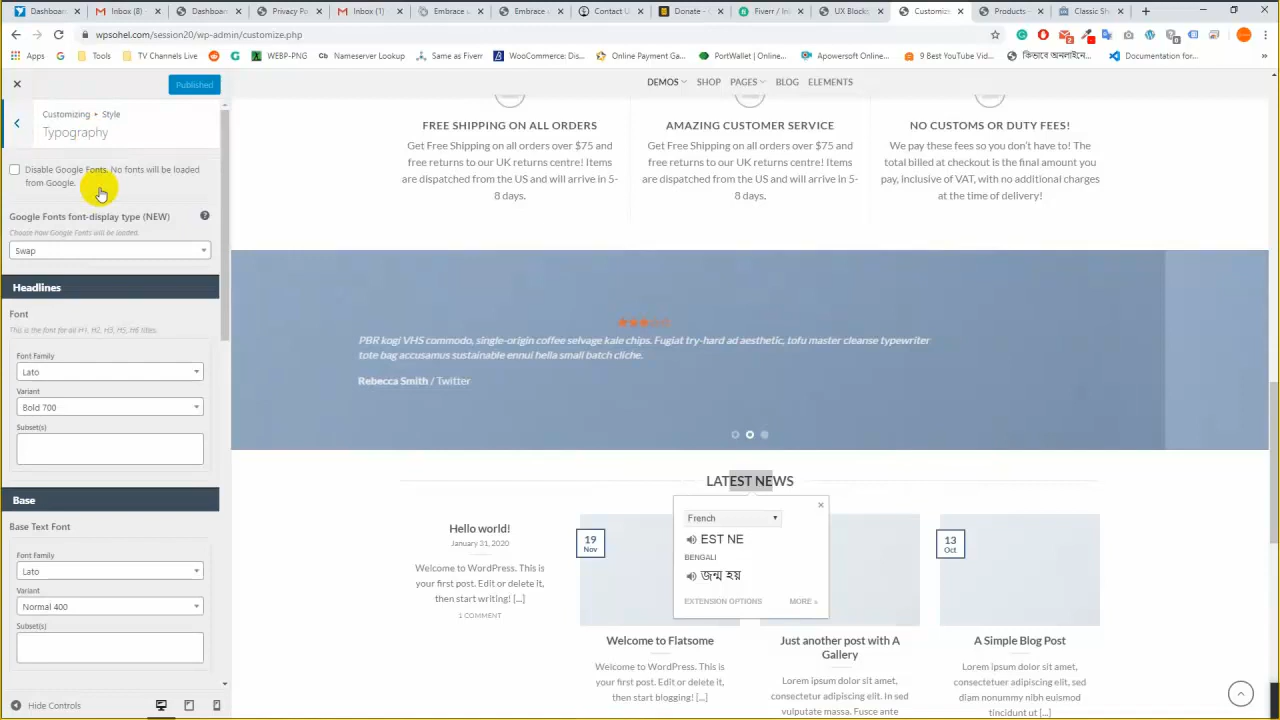 Dashboar
Inbox (8) -
Dashboar
Privacy Po
Inbox (1)
Embrace u
Embrace u
Contact U
Donate –
Fiverr / In
UX Blocks
Customiz
Products –
Classic Sh
wpsohel.com/session20/wp-admin/customize.php
Apps
Tools
TV Channels Live
WEBP-PNG
Nameserver Lookup
Same as Fiverr
WooCommerce: Dis...
Online Payment Ga...
PortWallet | Online...
Apowersoft Online...
9 Best YouTube Vid...
কিভাবে অনলাইনে...
Documentation for...
Published
DEMOS
SHOP
PAGES
BLOG
ELEMENTS
Customizing • Style
Typography
Disable Google Fonts. No fonts will be loaded
from Google.
Google Fonts font-display type (NEW)
Choose how Google Fonts will be loaded.
Swap
Headlines
Font
This is the font for all H1, H2, H3, H5, H6 titles.
Font Family
Lato
Variant
Bold 700
Subset(s)
Base
Base Text Font
Font Family
Lato
Variant
Normal 400
Subset(s)
Hide Controls
FREE SHIPPING ON ALL ORDERS
Get Free Shipping on all orders over $75 and
free returns to our UK returns centre! Items
are dispatched from the US and will arrive in 5-
8 days.
AMAZING CUSTOMER SERVICE
Get Free Shipping on all orders over $75 and
free returns to our UK returns centre! Items
are dispatched from the US and will arrive in 5-
8 days.
NO CUSTOMS OR DUTY FEES!
We pay these fees so you don't have to! The
total billed at checkout is the final amount you
pay, inclusive of VAT, with no additional charges
at the time of delivery!
PBR kogi VHS commodo, single-origin coffee selvage kale chips. Fugiat try-hard ad aesthetic, tofu master cleanse typewriter
tote bag accusamus sustainable ennui hella small batch cliche.
Rebecca Smith / Twitter
LATEST NEWS
French
EST NE
BENGALI
জন্ম হয়
EXTENSION OPTIONS
MORE »
Hello world!
January 31, 2020
Welcome to WordPress. This is
your first post. Edit or delete it,
then start writing! [...]
1 COMMENT
19
Nov
Welcome to Flatsome
Welcome to WordPress. This is
your first post. Edit or delete it,
then start blogging! [...]
Just another post with A
Gallery
Lorem ipsum dolor sit amet,
consectetur adipiscing elit. In sed
vulputate massa. Fusce ante
13
Oct
A Simple Blog Post
Lorem ipsum dolor sit amet,
consectetuer adipiscing elit, sed
diam nonummy nibh euismod
tincidunt ut [...]